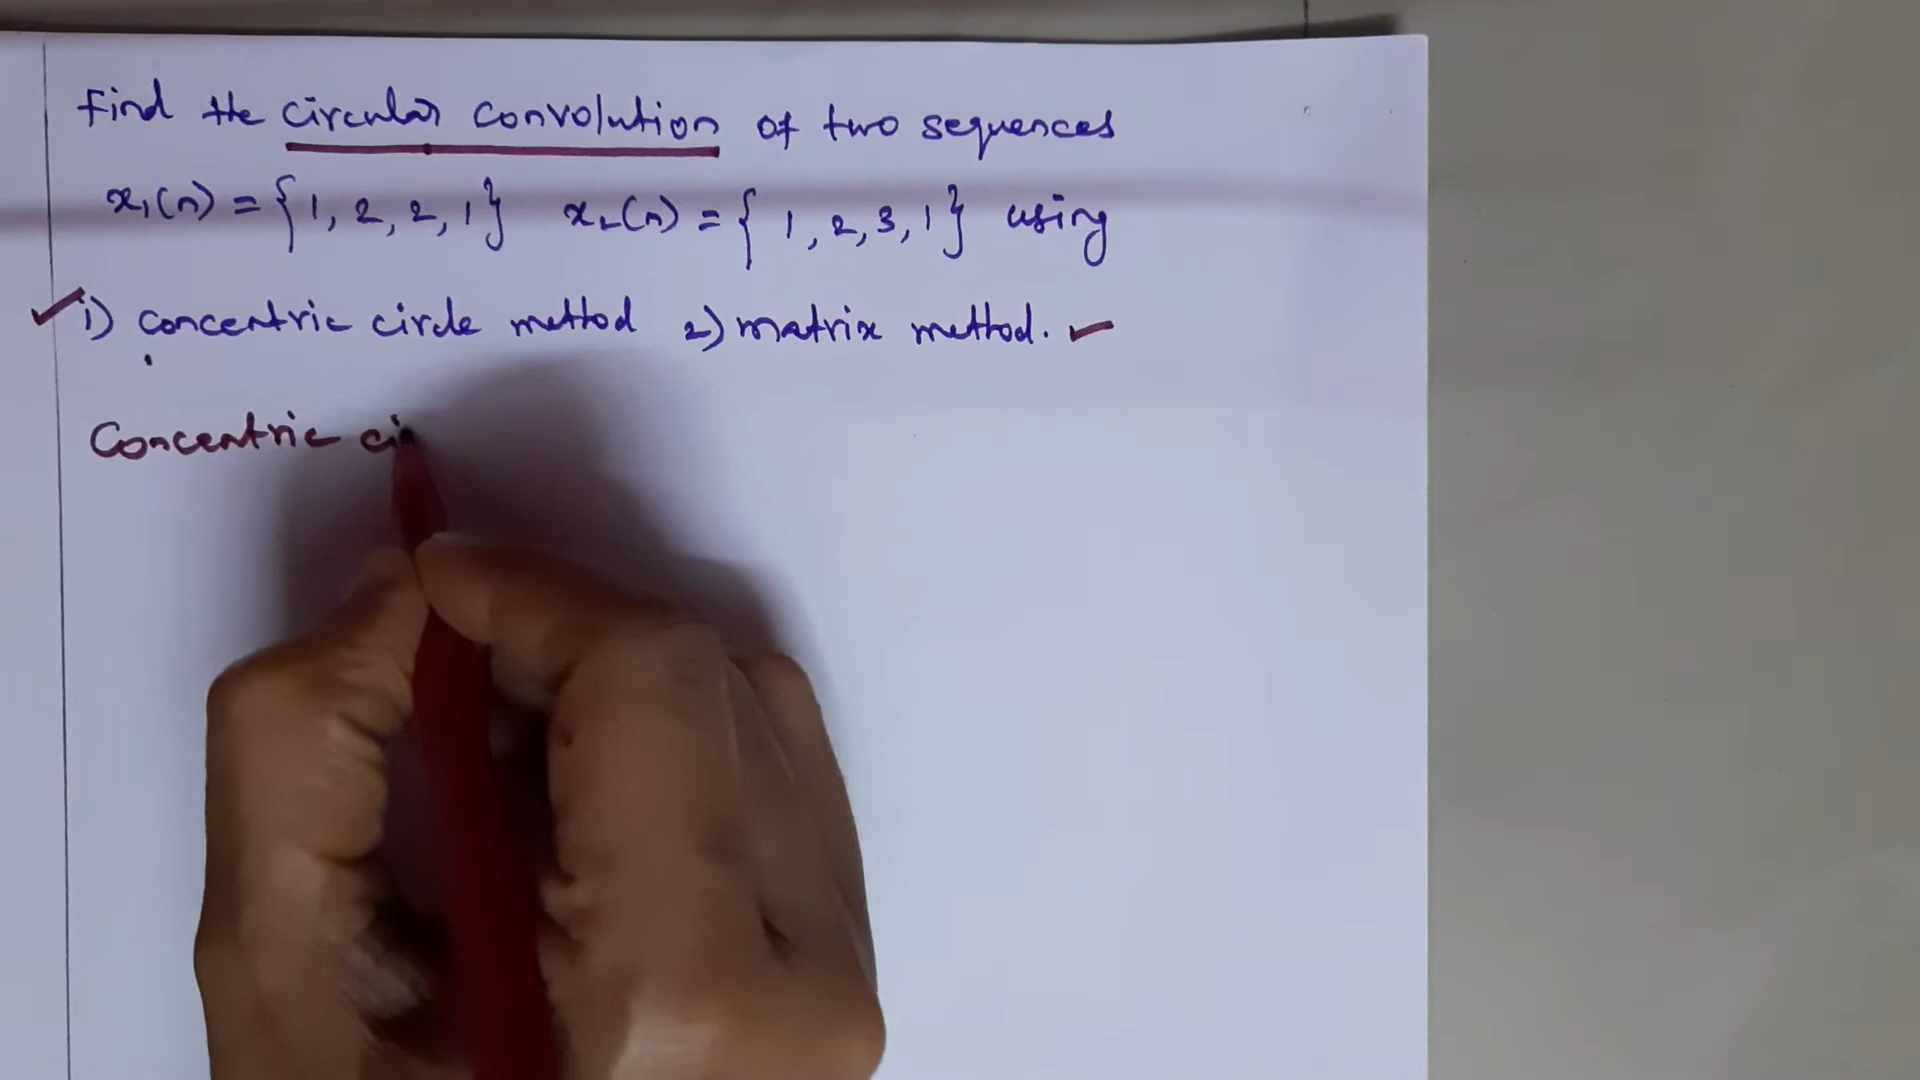 Find the circular convolution of two sequences
x₁(n) = {1, 2, 2, 1} x₂(n) = {1, 2, 3, 1} using
i) concentric circle method 2) matrix method.
Concentric ci